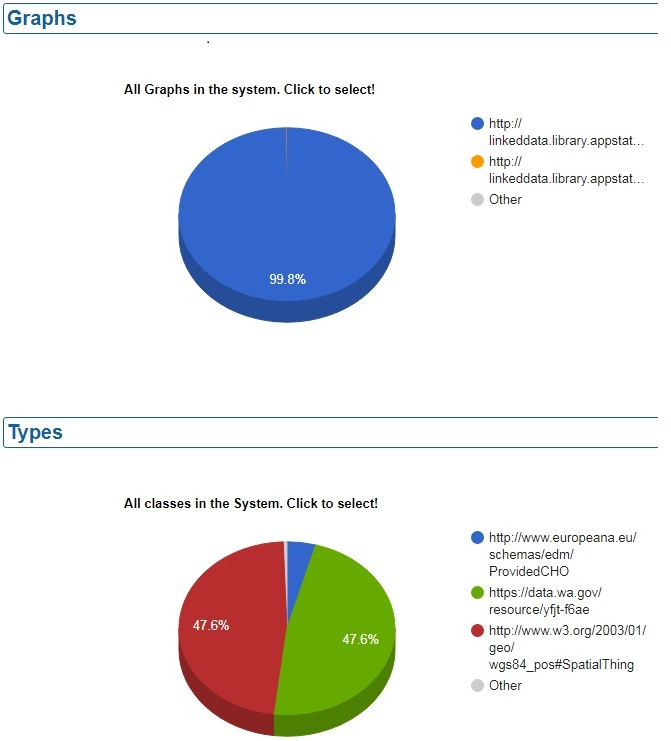 Graphs
All Graphs in the system. Click to select!
http://
linkeddata.library.appstat...
http://
linkeddata.library.appstat...
Other
99.8%
Types
All classes in the System. Click to select!
http://www.europeana.eu/
schemas/edm/
ProvidedCHO
https://data.wa.gov/
resource/yfjt-f6ae
http://www.w3.org/2003/01/
geo/
wgs84_pos#SpatialThing
Other
47.6%
47.6%